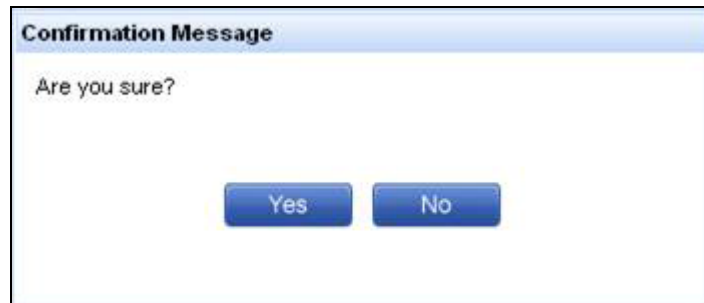 Confirmation Message
Are you sure?
Yes No